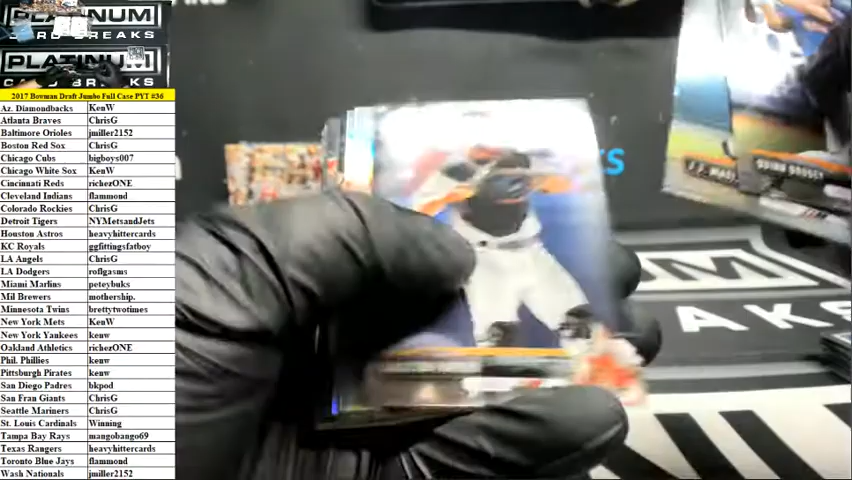 PLATINUM
CARD BREAKS
PLATINUM
2017 Bowman Draft Jumbo Full Case PYT #36
Az. Diamondbacks KenW
Atlanta Braves ChrisG
Baltimore Orioles jmiller2152
Boston Red Sox ChrisG
Chicago Cubs bigboys007
Chicago White Sox KenW
Cincinnati Reds richezONE
Cleveland Indians flammond
Colorado Rockies ChrisG
Detroit Tigers NYMetsandJets
Houston Astros heavyhittercards
KC Royals ggfittingsfatboy
LA Angels ChrisG
LA Dodgers roflgasms
Miami Marlins peteybuks
Mil Brewers mothership.
Minnesota Twins brettytwotimes
New York Mets KenW
New York Yankees kenw
Oakland Athletics richezONE
Phil. Phillies kenw
Pittsburgh Pirates kenw
San Diego Padres bkpod
San Fran Giants ChrisG
Seattle Mariners ChrisG
St. Louis Cardinals Winning
Tampa Bay Rays mangobango69
Texas Rangers heavyhittercards
Toronto Blue Jays flammond
Wash Nationals jmiller2152